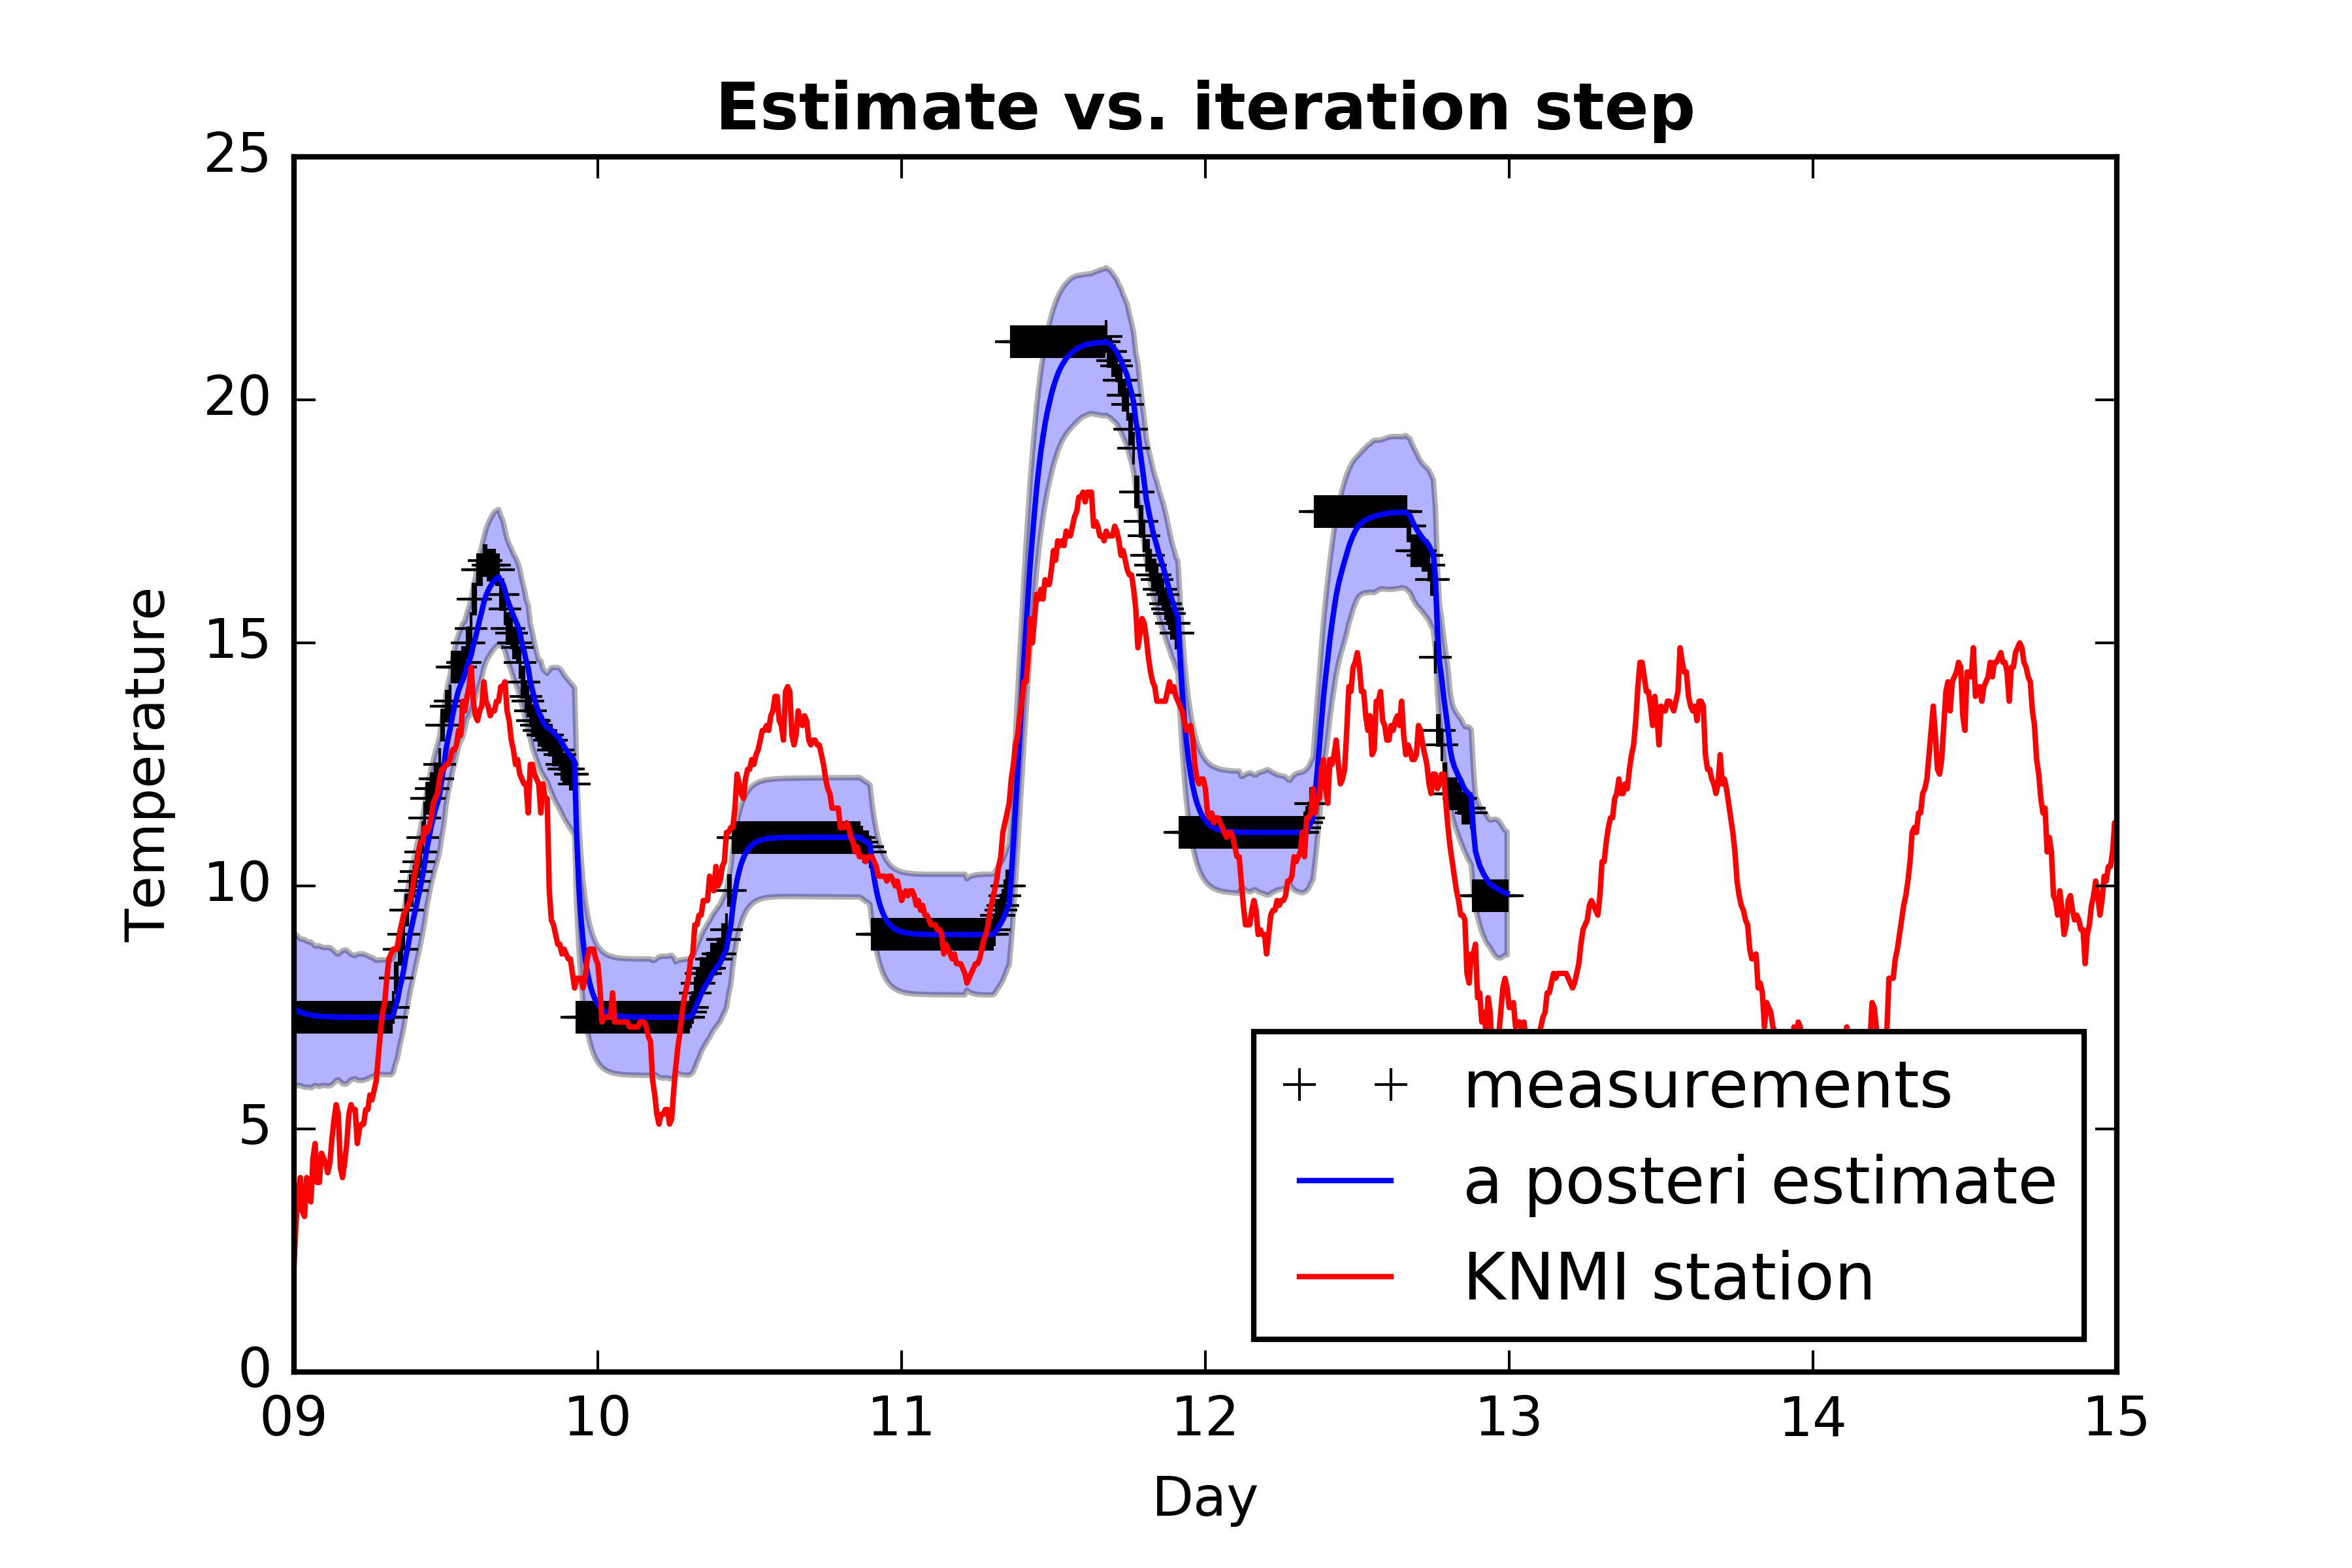 Estimate vs. iteration step
25
20
15
10
5
0
Temperature
09 10 11 12 13 14 15
Day
measurements
a posteri estimate
KNMI station